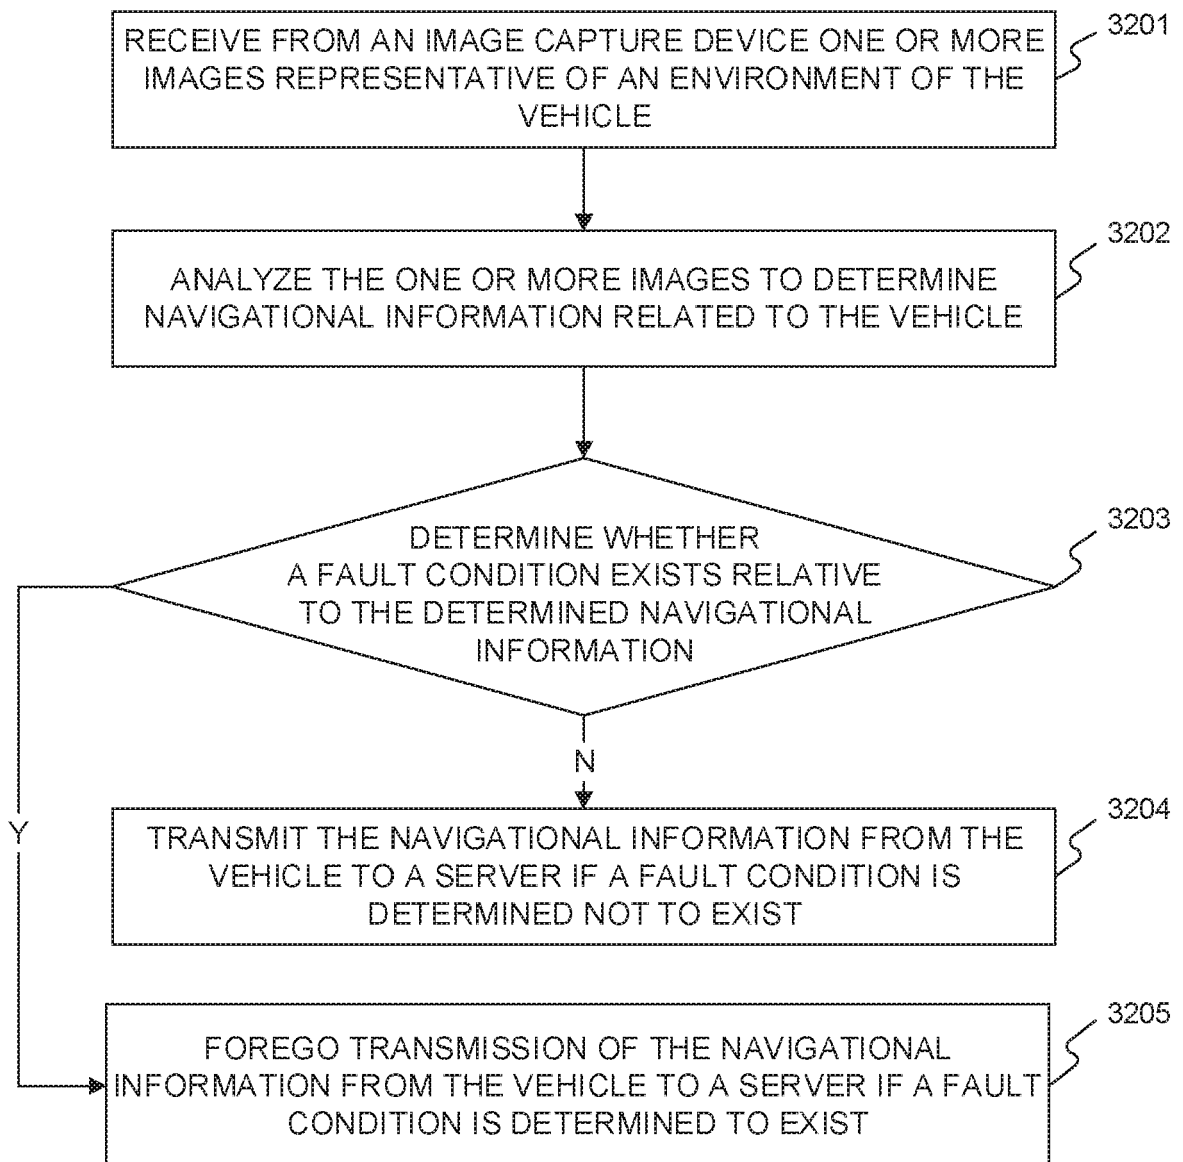 RECEIVE FROM AN IMAGE CAPTURE DEVICE ONE OR MORE
IMAGES REPRESENTATIVE OF AN ENVIRONMENT OF THE
VEHICLE
3201
ANALYZE THE ONE OR MORE IMAGES TO DETERMINE
NAVIGATIONAL INFORMATION RELATED TO THE VEHICLE
3202
DETERMINE WHETHER
A FAULT CONDITION EXISTS RELATIVE
TO THE DETERMINED NAVIGATIONAL
INFORMATION
3203
N
Y
TRANSMIT THE NAVIGATIONAL INFORMATION FROM THE
VEHICLE TO A SERVER IF A FAULT CONDITION IS
DETERMINED NOT TO EXIST
3204
FOREGO TRANSMISSION OF THE NAVIGATIONAL
INFORMATION FROM THE VEHICLE TO A SERVER IF A FAULT
CONDITION IS DETERMINED TO EXIST
3205